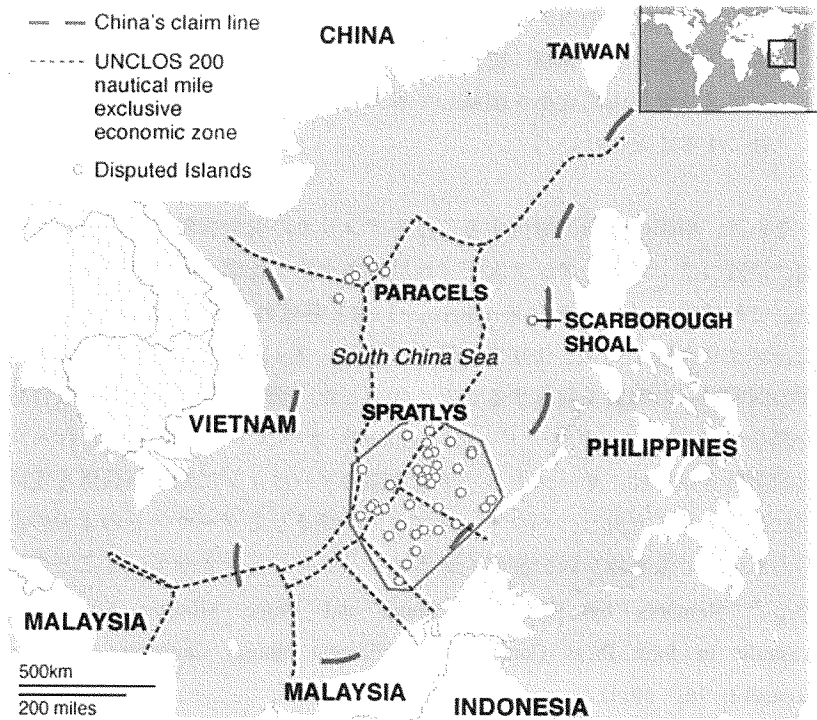 China's claim line
UNCLOS 200
nautical mile
exclusive
economic zone
Disputed Islands
CHINA
TAIWAN
PARACELS
SCARBOROUGH
SHOAL
South China Sea
VIETNAM
SPRATLYS
PHILIPPINES
MALAYSIA
500km
200 miles
MALAYSIA
INDONESIA